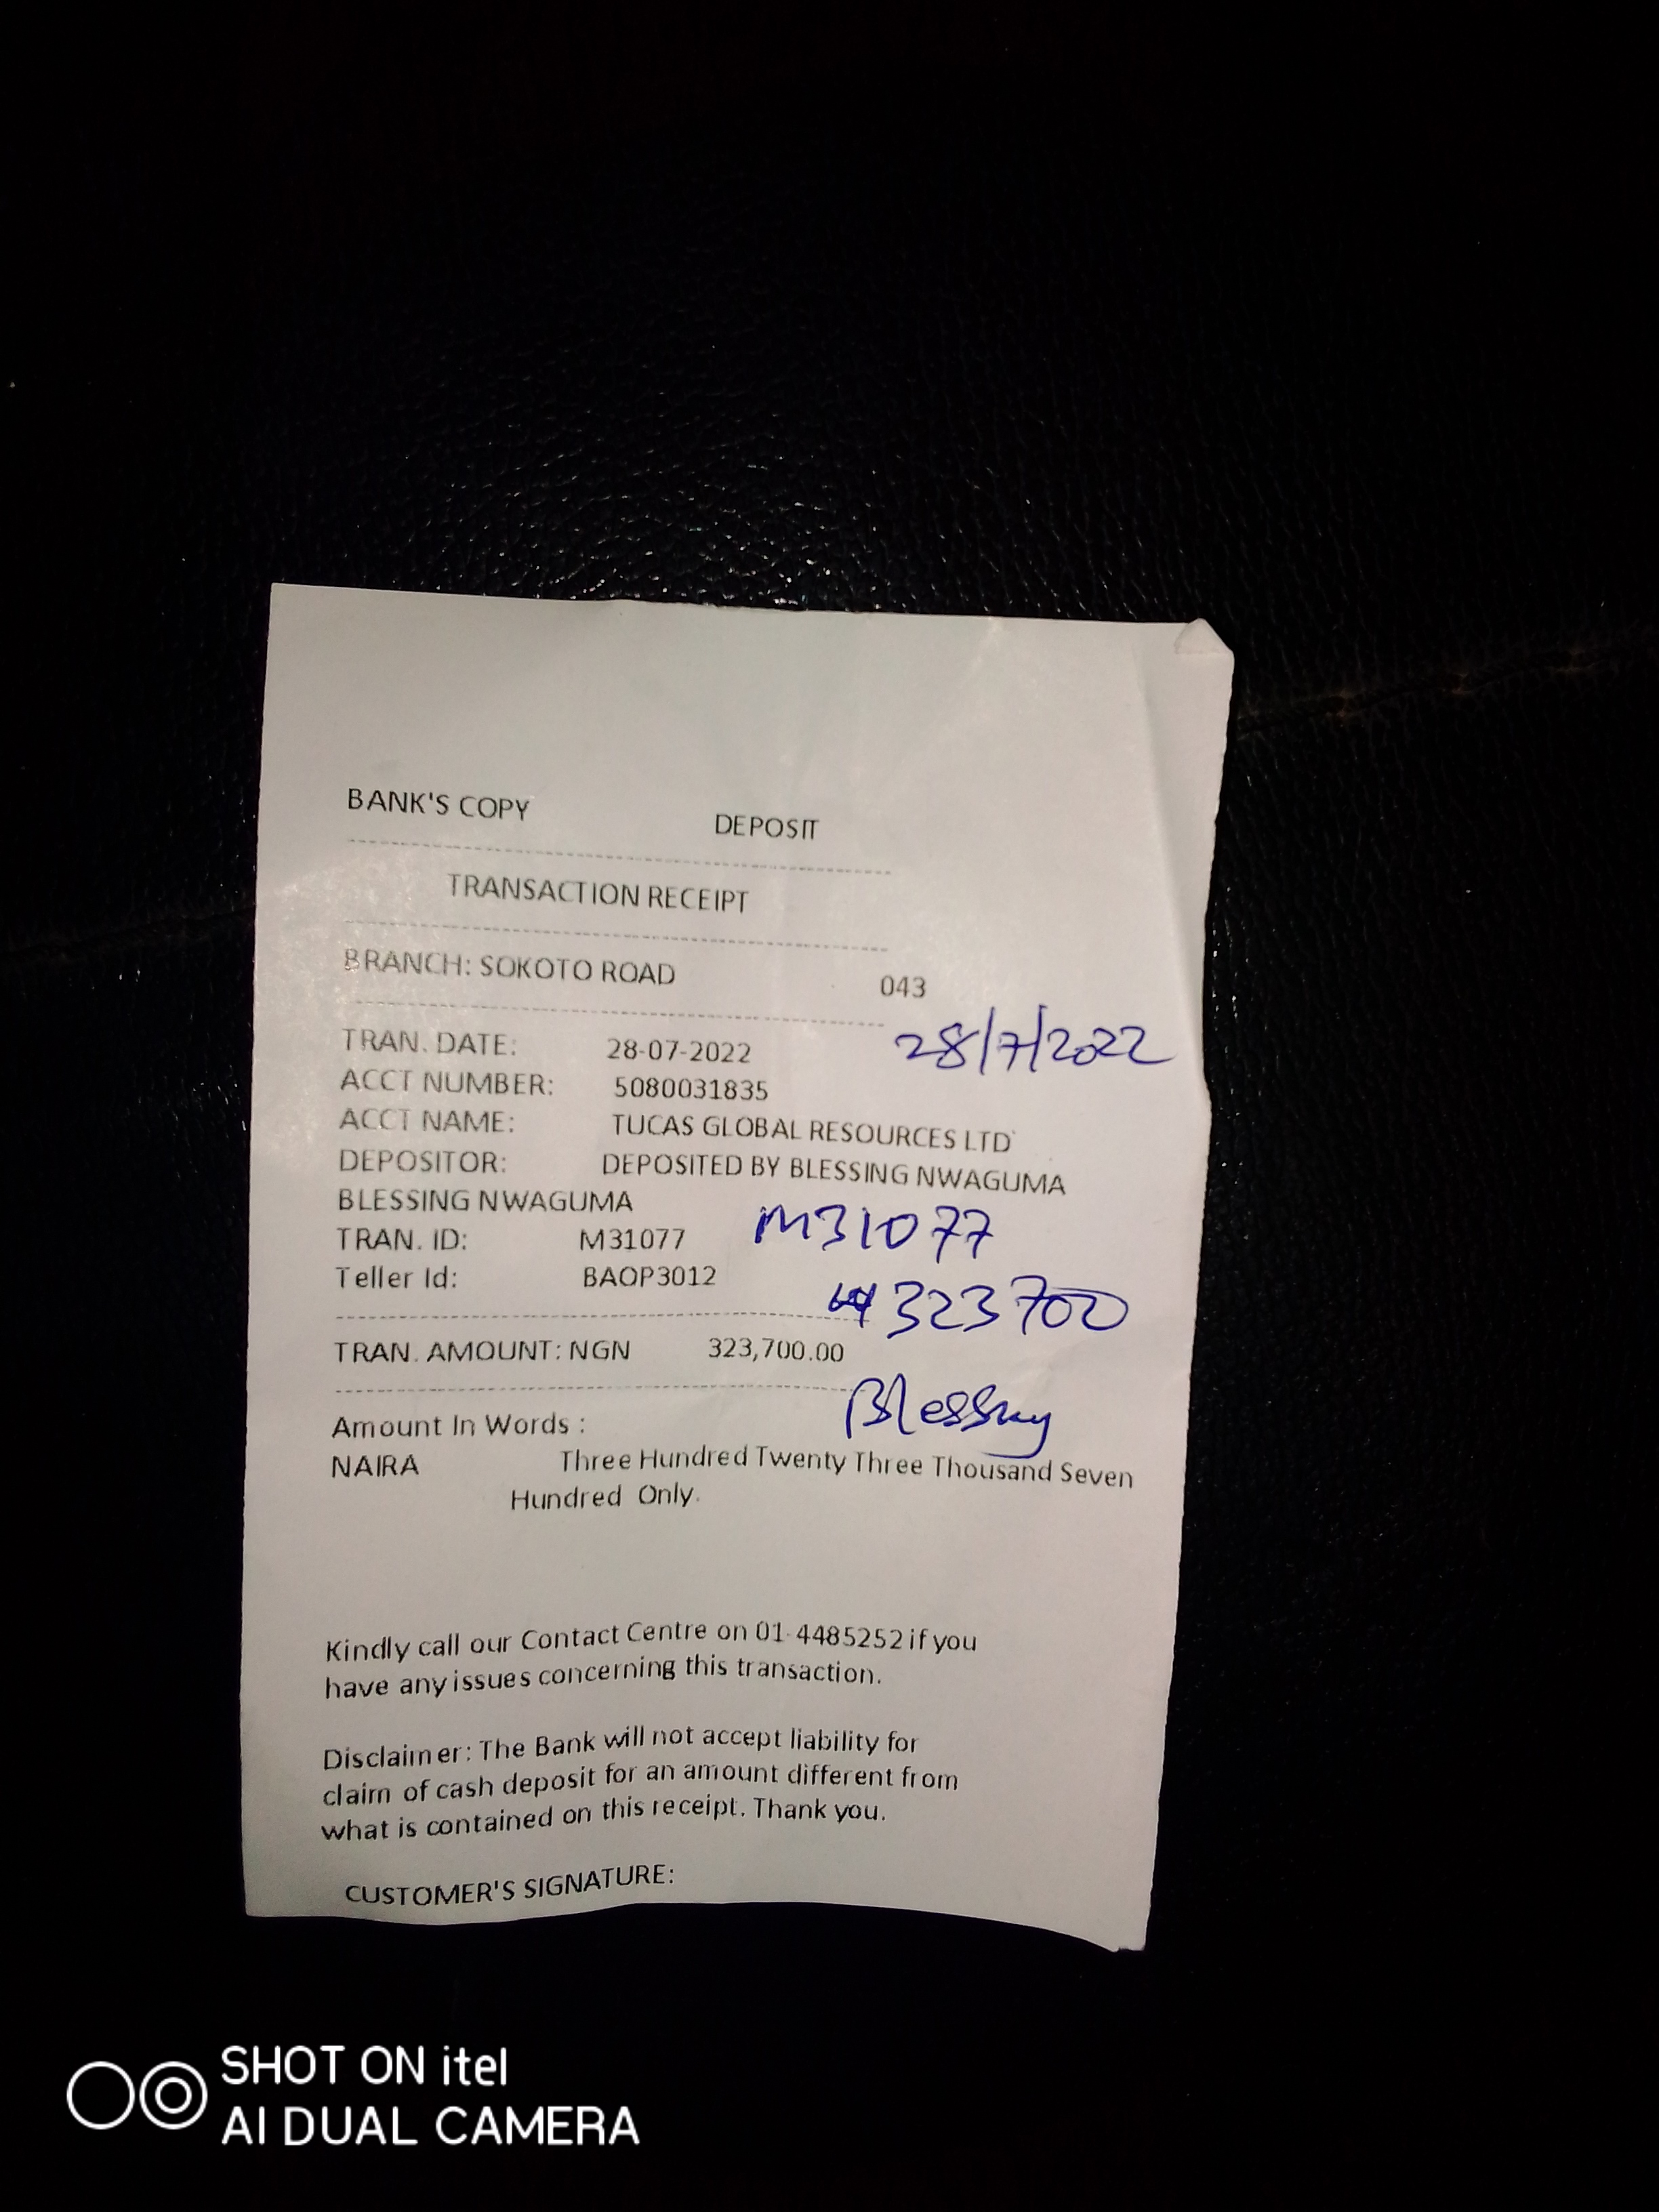 BANK'S COPY
DEPOSIT
TRANSACTION RECEIPT
BRANCH: SOKOTO ROAD 043
28/7/2022
TRAN. DATE: 28-07-2022
ACCT NUMBER: 5080031835
ACCT NAME: TUCAS GLOBAL RESOURCES LTD
DEPOSITOR: DEPOSITED BY BLESSING NWAGUMA
BLESSING NWAGUMA
TRAN. ID: M31077 M31077
Teller Id: BAOP3012
₦323700
TRAN. AMOUNT: NGN 323,700.00
Blessing
Amount In Words :
NAIRA Three Hundred Twenty Three Thousand Seven
Hundred Only.
Kindly call our Contact Centre on 01-4485252 if you
have any issues concerning this transaction.
Disclaimer: The Bank will not accept liability for
claim of cash deposit for an amount different from
what is contained on this receipt. Thank you.
CUSTOMER'S SIGNATURE:
SHOT ON itel
AI DUAL CAMERA